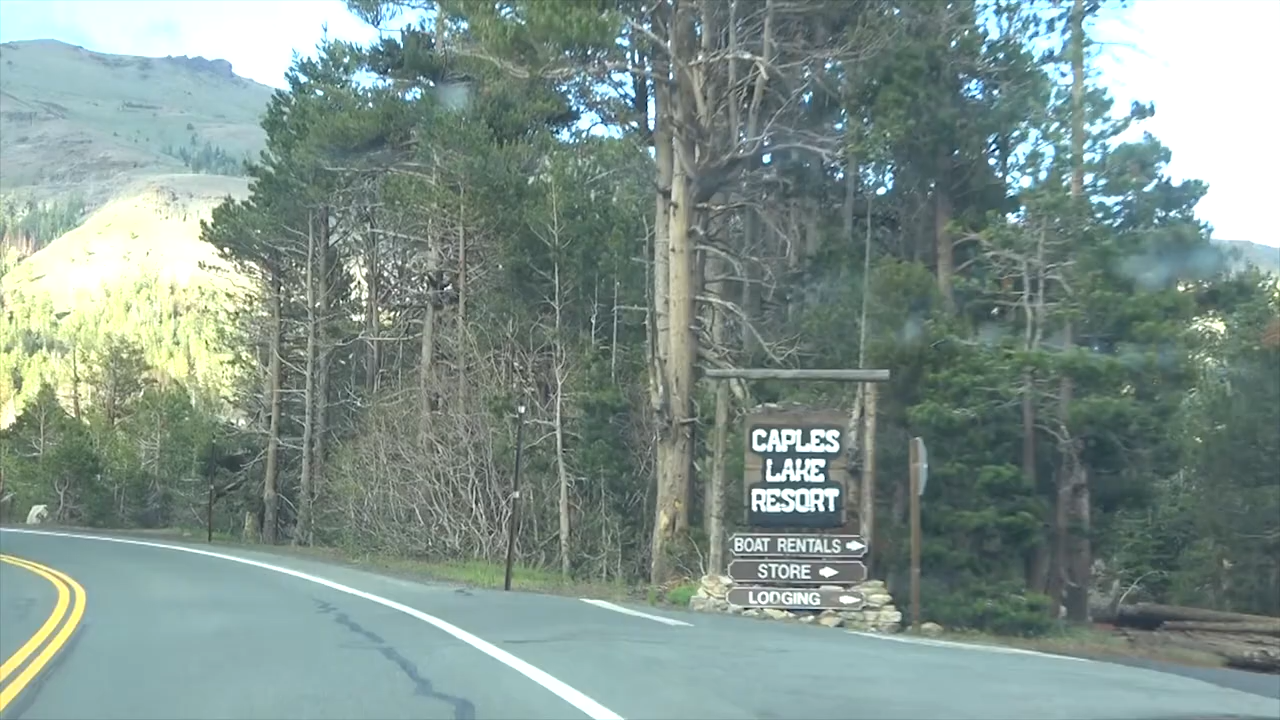 CAPLES
LAKE
RESORT
BOAT RENTALS
STORE
LODGING